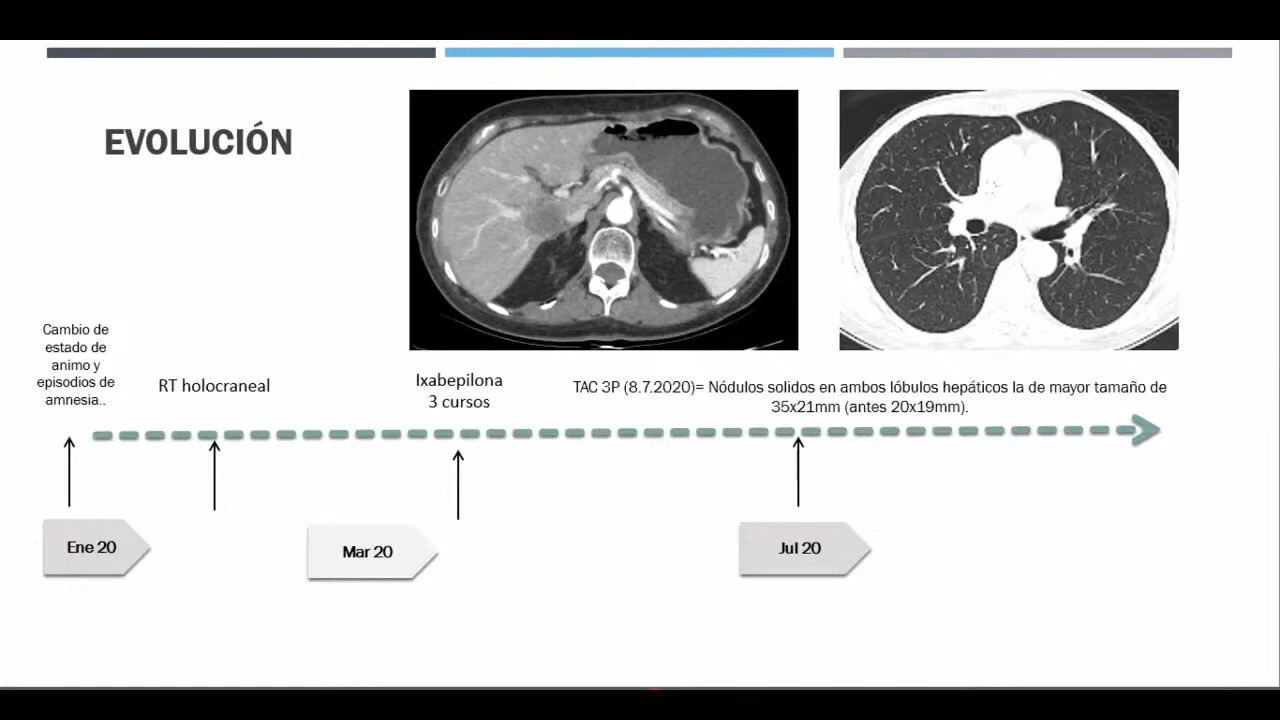 EVOLUCIÓN
Cambio de
estado de
animo y
episodios de
amnesia..
RT holocraneal
Ixabepilona
3 cursos
TAC 3P (8.7.2020)= Nódulos solidos en ambos lóbulos hepáticos la de mayor tamaño de
35x21mm (antes 20x19mm).
Ene 20
Mar 20
Jul 20